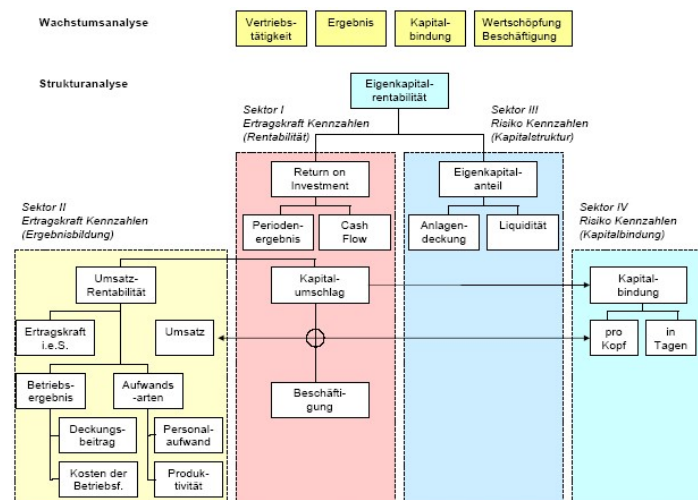 Wachstumsanalyse
Vertriebs-
tätigkeit
Ergebnis
Kapital-
bindung
Wertschöpfung
Beschäftigung
Strukturanalyse
Eigenkapital-
rentabilität
Sektor I
Ertragskraft Kennzahlen
(Rentabilität)
Sektor III
Risiko Kennzahlen
(Kapitalstruktur)
Return on
Investment
Eigenkapital-
anteil
Sektor II
Ertragskraft Kennzahlen
(Ergebnisbildung)
Perioden-
ergebnis
Cash
Flow
Anlagen-
deckung
Liquidität
Sektor IV
Risiko Kennzahlen
(Kapitalbindung)
Umsatz-
Rentabilität
Kapital-
umschlag
Kapital-
bindung
Ertragskraft
i.e.S.
Umsatz
pro
Kopf
in
Tagen
Betriebs-
ergebnis
Aufwands
-arten
Beschäfti-
gung
Deckungs-
beitrag
Personal-
aufwand
Kosten der
Betriebsf.
Produk-
tivität